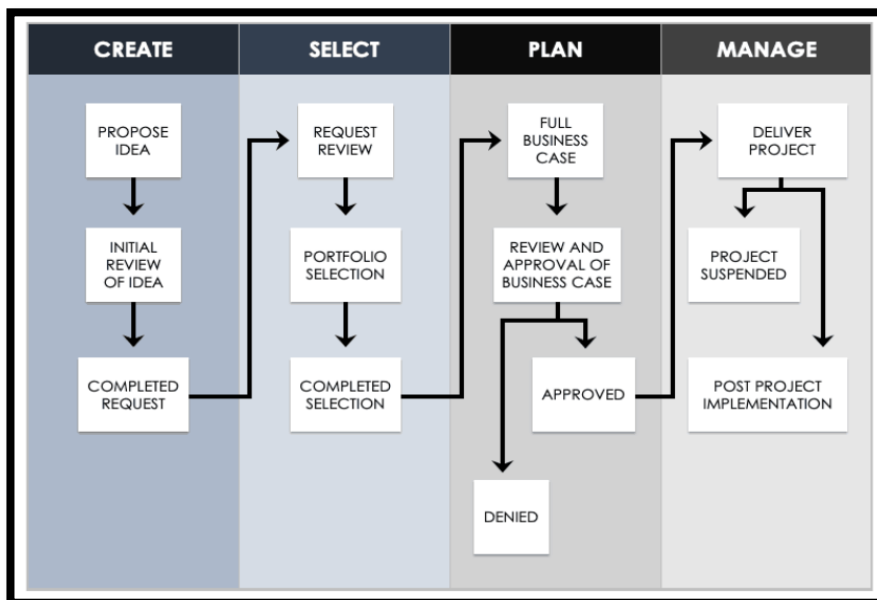 CREATE
SELECT
PLAN
MANAGE
PROPOSE
IDEA
INITIAL
REVIEW
OF IDEA
COMPLETED
REQUEST
REQUEST
REVIEW
PORTFOLIO
SELECTION
COMPLETED
SELECTION
FULL
BUSINESS
CASE
REVIEW AND
APPROVAL OF
BUSINESS CASE
APPROVED
DENIED
DELIVER
PROJECT
PROJECT
SUSPENDED
POST PROJECT
IMPLEMENTATION